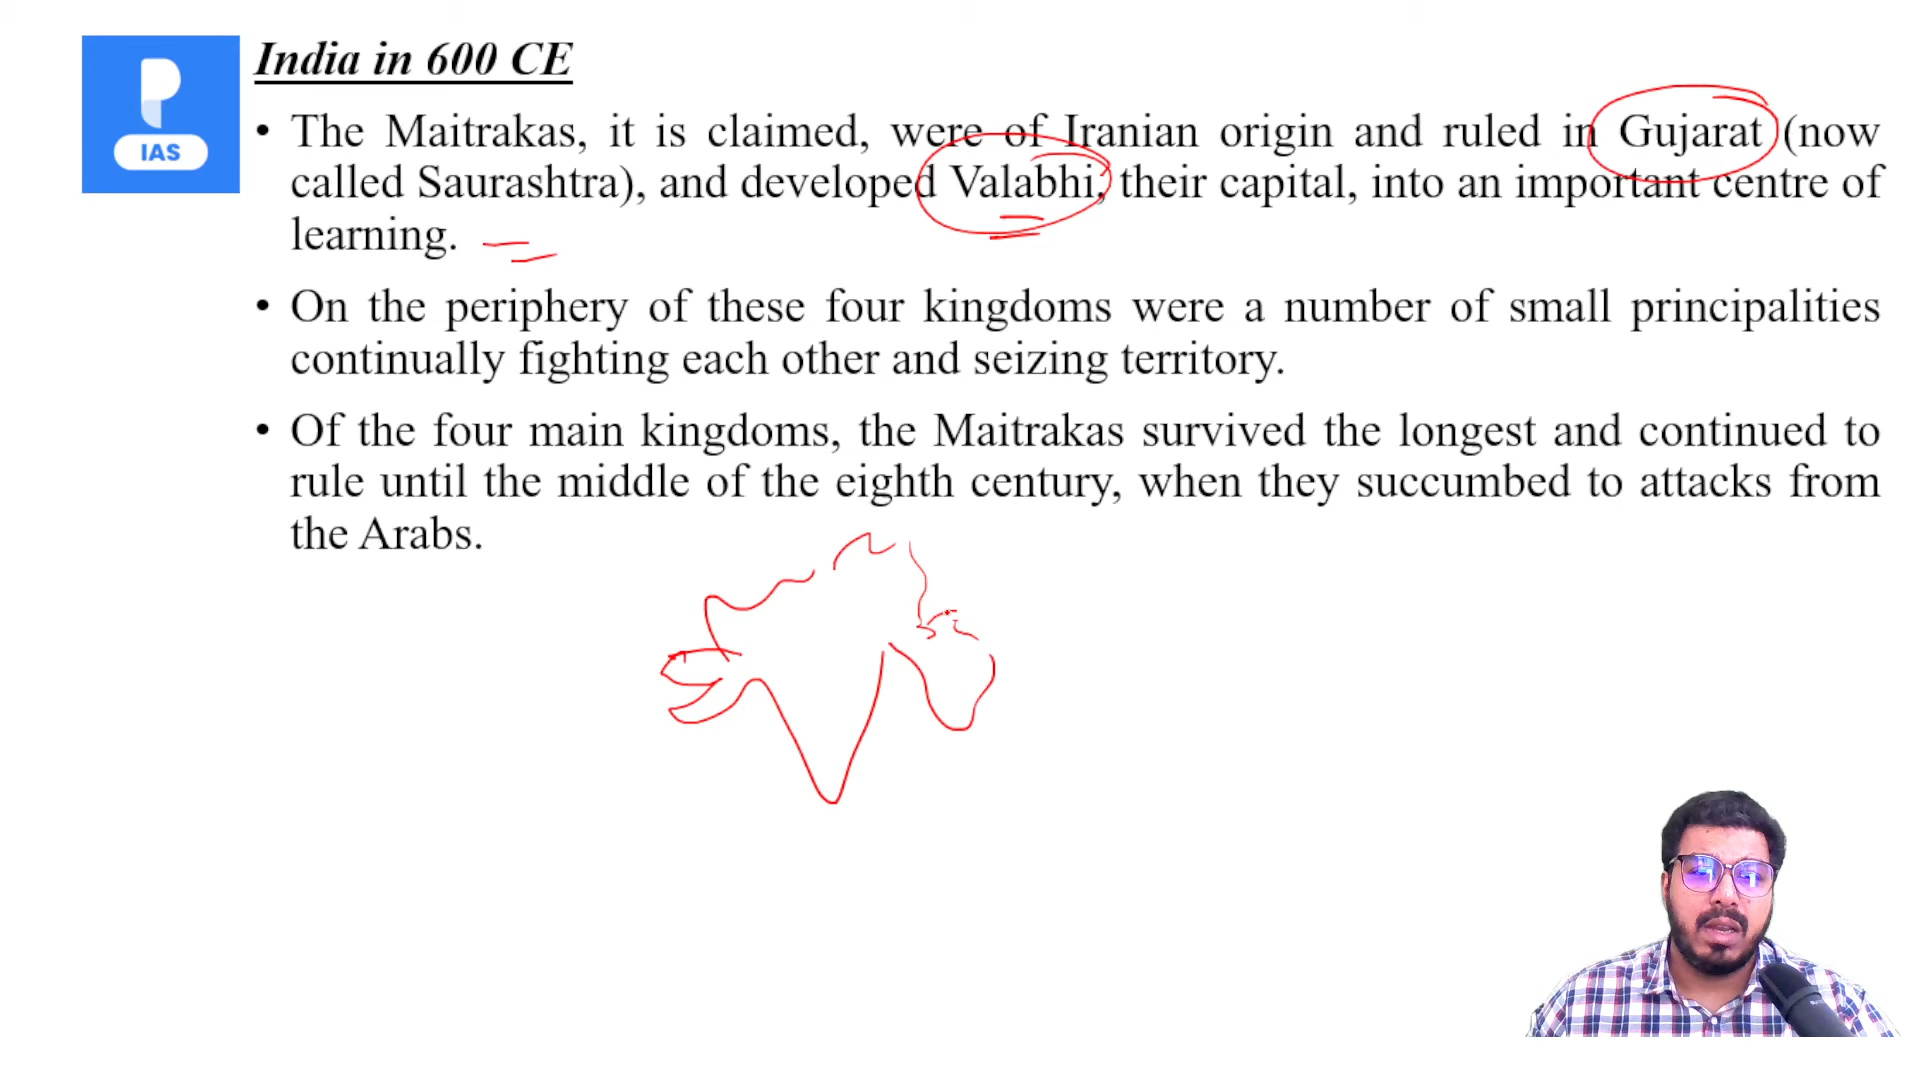 India in 600 CE
IAS
• The Maitrakas, it is claimed, were of Iranian origin and ruled in Gujarat (now
called Saurashtra), and developed Valabhi, their capital, into an important centre of
learning.
• On the periphery of these four kingdoms were a number of small principalities
continually fighting each other and seizing territory.
• Of the four main kingdoms, the Maitrakas survived the longest and continued to
rule until the middle of the eighth century, when they succumbed to attacks from
the Arabs.